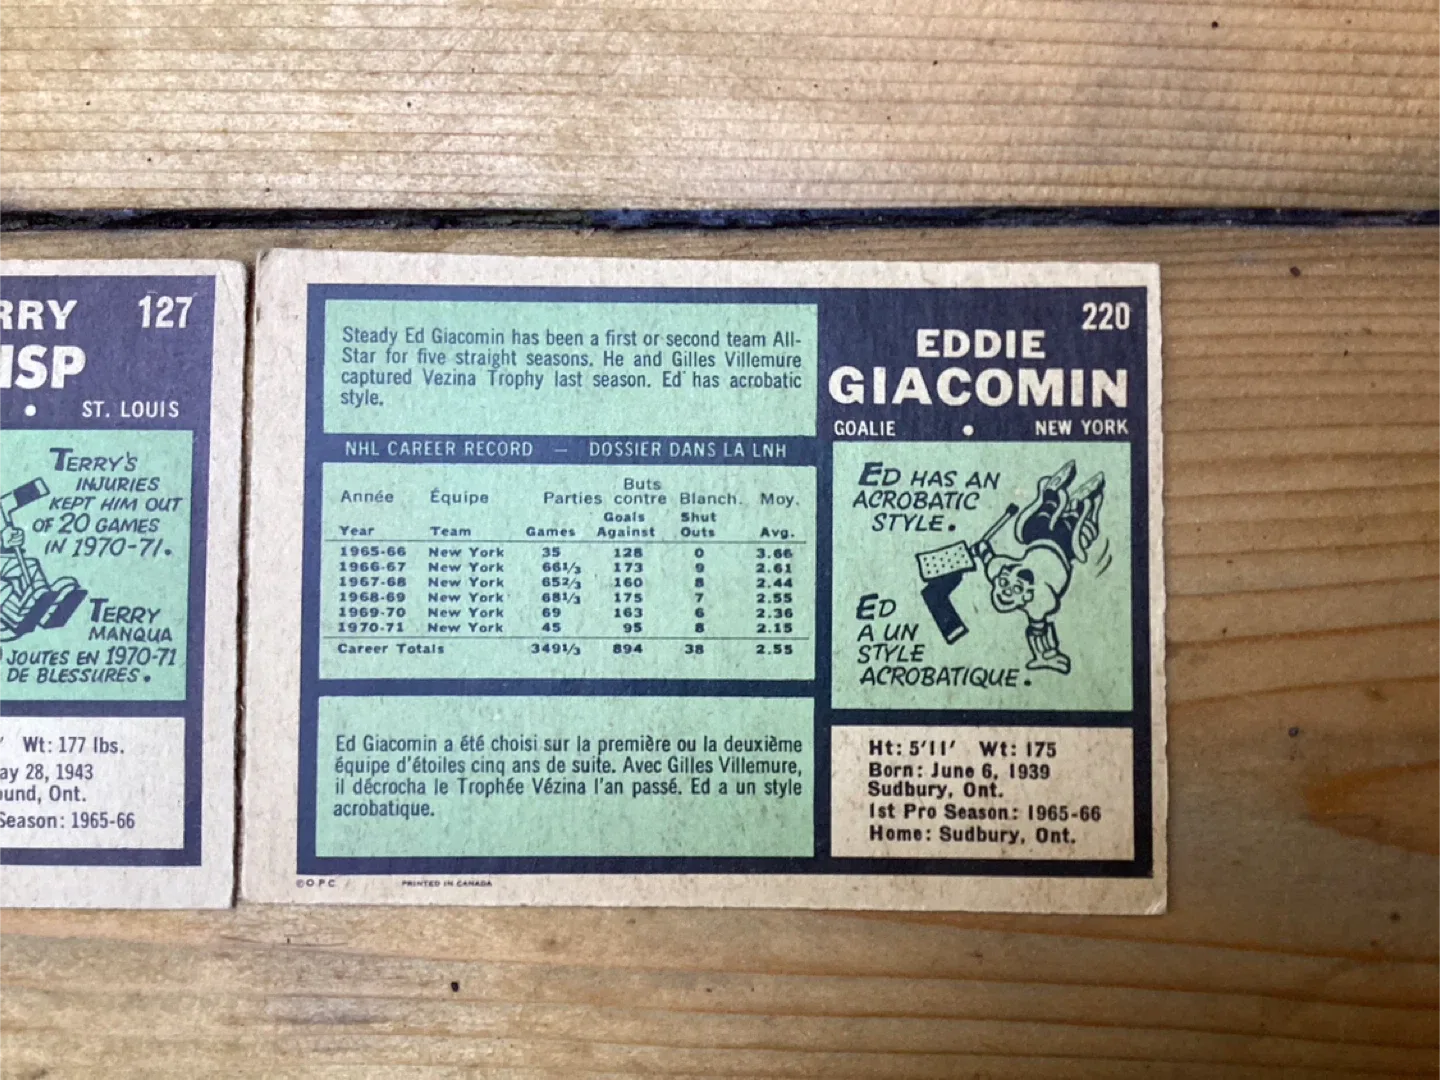 RRY
127
ISP
• ST. LOUIS
TERRY'S
INJURIES
KEPT HIM OUT
OF 20 GAMES
IN 1970-71.
TERRY
MANQUA
JOUTES EN 1970-71
DE BLESSURES.
Wt: 177 lbs.
ay 28, 1943
ound, Ont.
Season: 1965-66
Steady Ed Giacomin has been a first or second team All-
Star for five straight seasons. He and Gilles Villemure
captured Vezina Trophy last season. Ed has acrobatic
style.
NHL CAREER RECORD — DOSSIER DANS LA LNH
Buts
Année Équipe Parties contre Blanch. Moy.
Goals Shut
Year Team Games Against Outs Avg.
1965-66 New York 35 128 0 3.66
1966-67 New York 66 1/3 173 9 2.61
1967-68 New York 65 2/3 160 8 2.44
1968-69 New York 68 1/3 175 7 2.55
1969-70 New York 69 163 6 2.36
1970-71 New York 45 95 8 2.15
Career Totals 349 1/3 894 38 2.55
Ed Giacomin a été choisi sur la première ou la deuxième
équipe d'étoiles cinq ans de suite. Avec Gilles Villemure,
il décrocha le Trophée Vézina l'an passé. Ed a un style
acrobatique.
© O.P.C. PRINTED IN CANADA
220
EDDIE
GIACOMIN
GOALIE • NEW YORK
ED HAS AN
ACROBATIC
STYLE.
ED
A UN
STYLE
ACROBATIQUE.
Ht: 5'11' Wt: 175
Born: June 6, 1939
Sudbury, Ont.
1st Pro Season: 1965-66
Home: Sudbury, Ont.